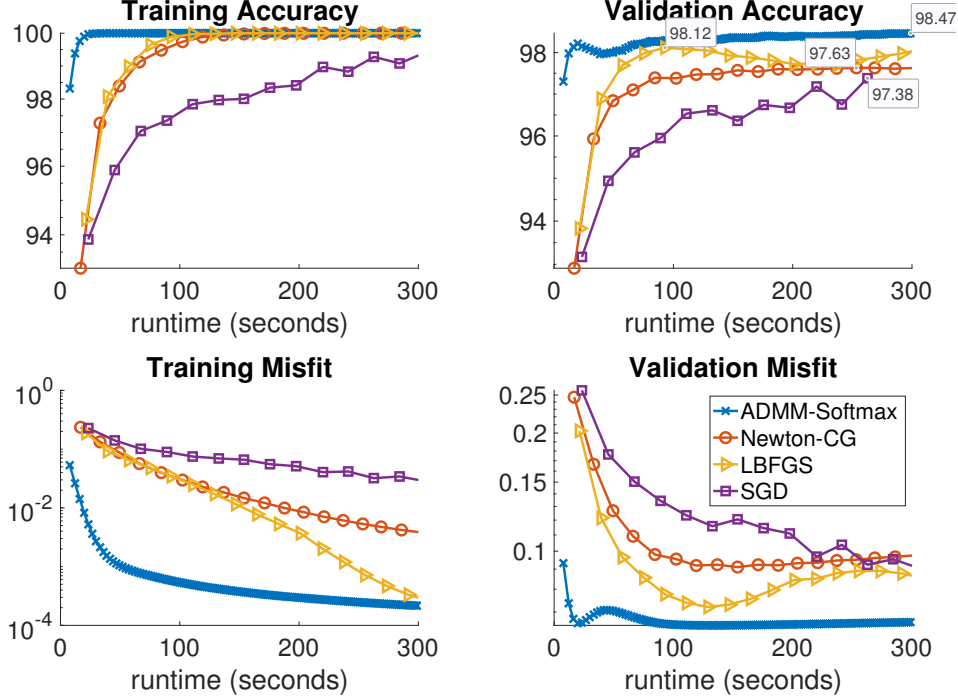 Training Accuracy
100
98
96
94
0
100
200
300
runtime (seconds)
Validation Accuracy
98.47
98.12
97.63
97.38
98
96
94
0
100
200
300
runtime (seconds)
Training Misfit
10^0
10^-2
10^-4
0
100
200
300
runtime (seconds)
Validation Misfit
0.25
0.2
0.15
0.1
ADMM-Softmax
Newton-CG
LBFGS
SGD
0
100
200
300
runtime (seconds)